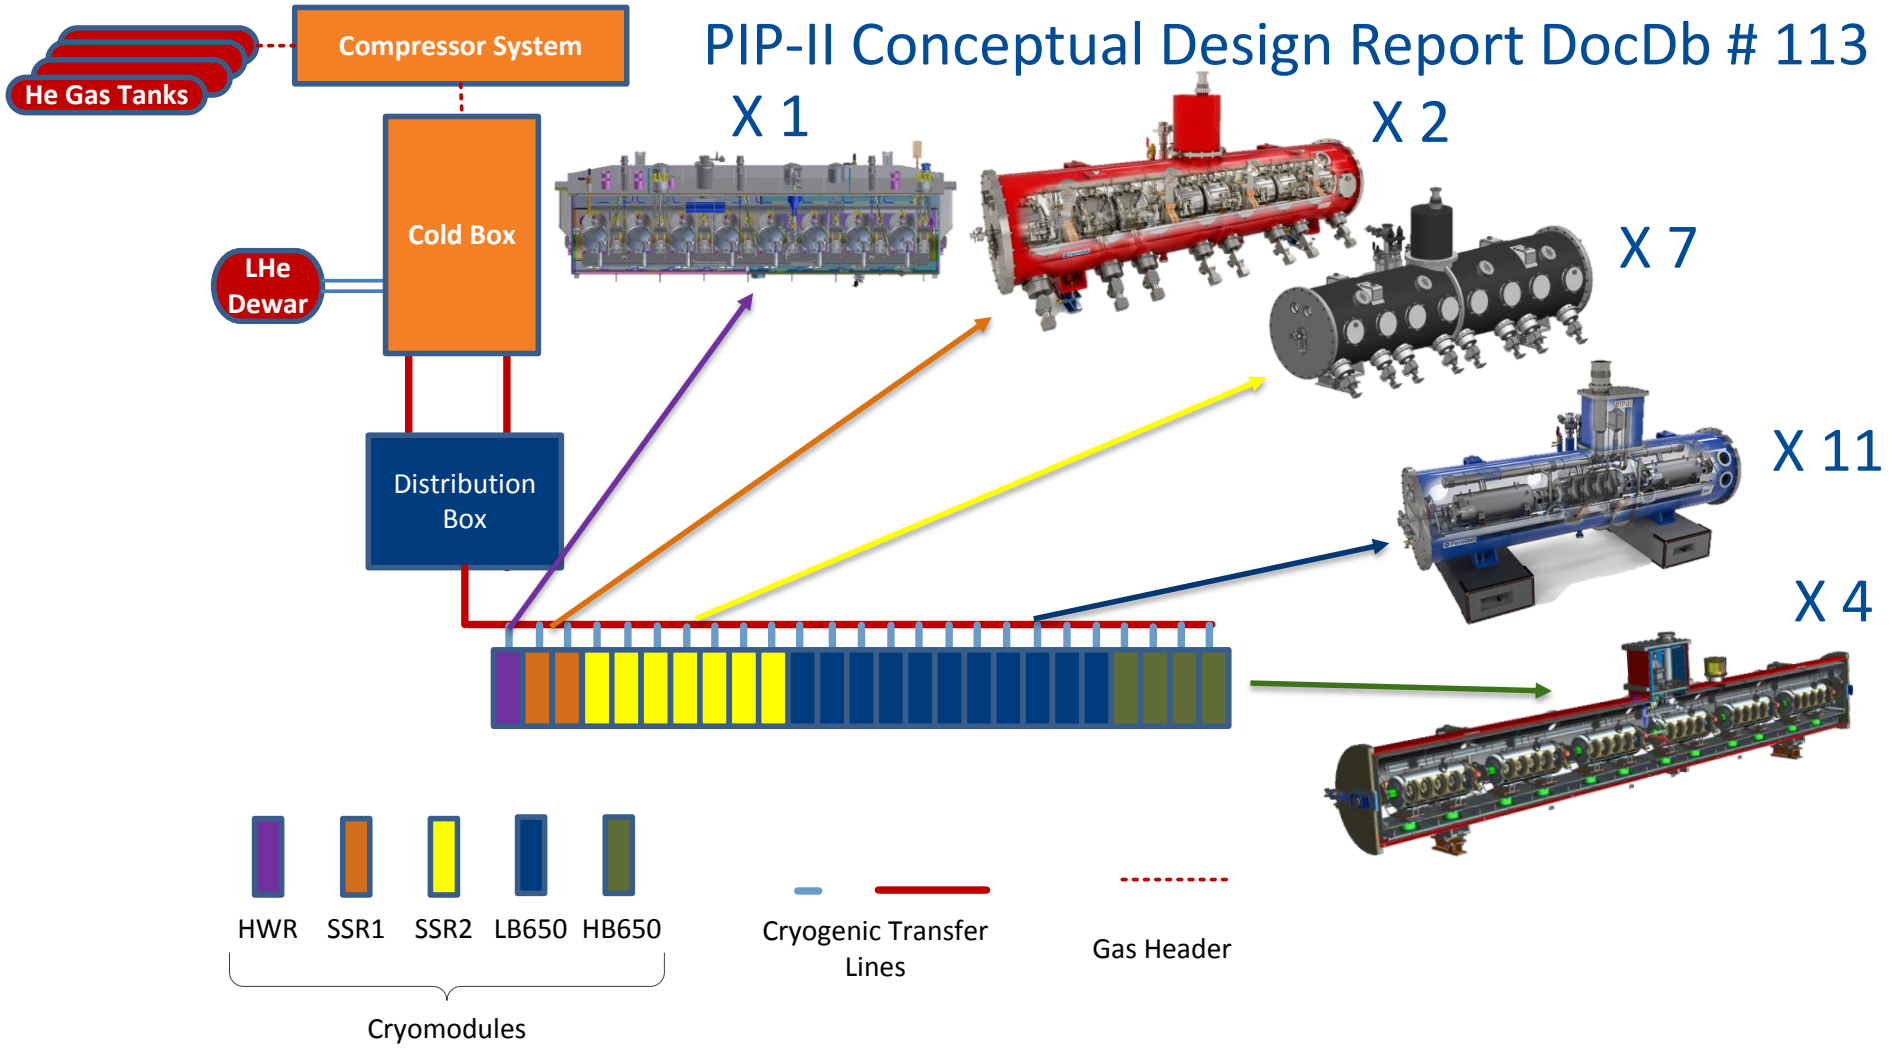 PIP-II Conceptual Design Report DocDb # 113
Compressor System
He Gas Tanks
X 1
X 2
Cold Box
X 7
LHe
Dewar
X 11
Distribution
Box
X 4
HWR
SSR1
SSR2
LB650
HB650
Cryomodules
Cryogenic Transfer
Lines
Gas Header